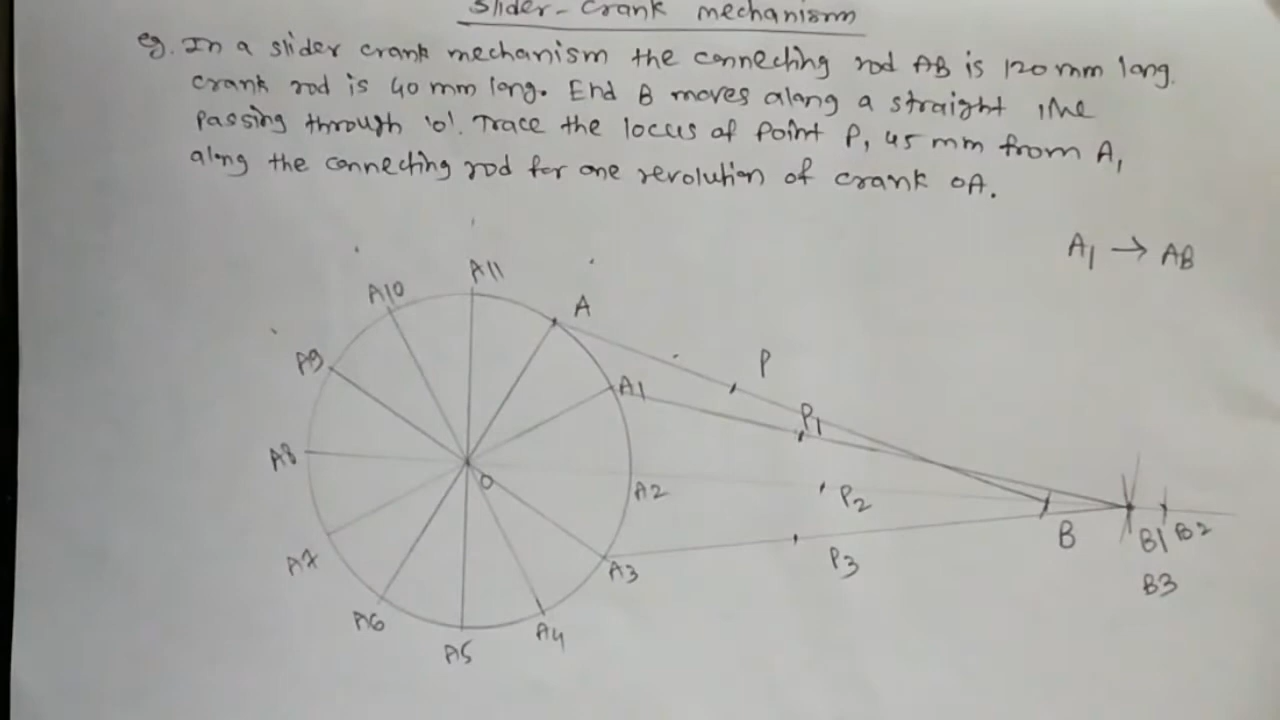 Slider-Crank mechanism
eg. In a slider crank mechanism the connecting rod AB is 120 mm long.
crank rod is 40 mm long. End B moves along a straight line
passing through 'o'. Trace the locus of point P, 45 mm from A,
along the connecting rod for one revolution of crank OA.
A1 → AB
A11
A10
A
A9
P
A1
P1
A8
O
A2
P2
B
B1
B2
A7
A3
P3
B3
A6
A5
A4